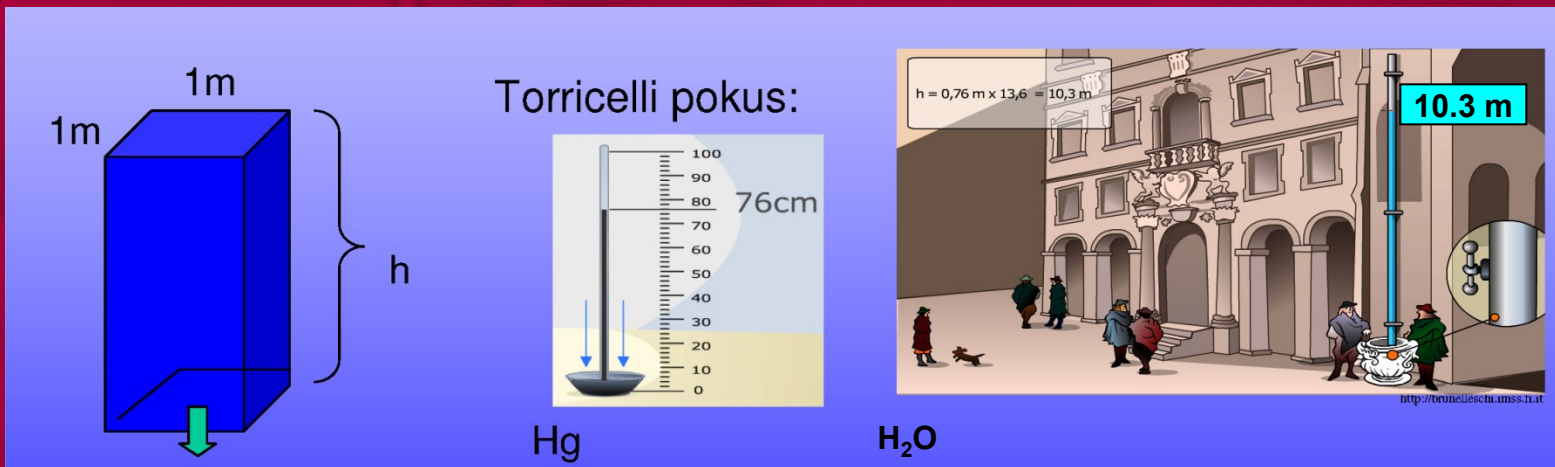 1m
1m
h
Torricelli pokus:
100
90
80
76cm
70
60
50
40
30
20
10
0
Hg
h = 0,76 m x 13,6 = 10,3 m
10.3 m
http://brunelleschi.imss.fi.it
H₂O